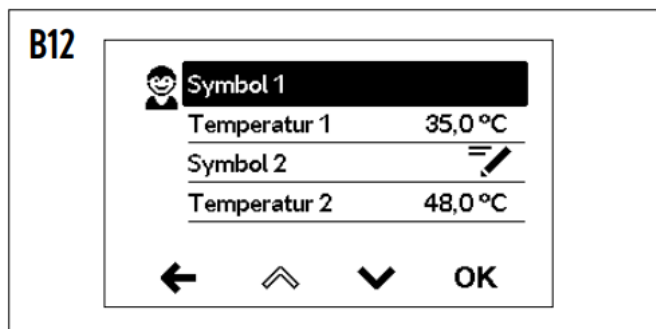 B12
Symbol 1
Temperatur 1 35,0 °C
Symbol 2
Temperatur 2 48,0 °C
OK